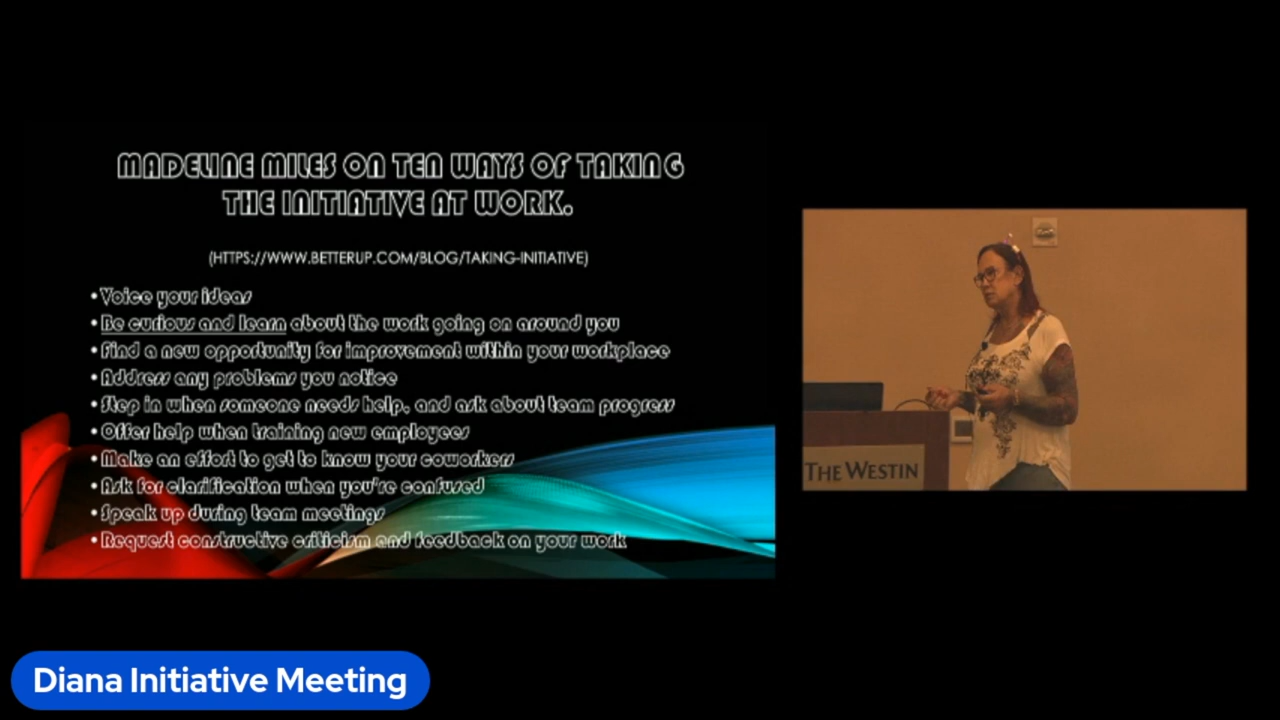 MADELINE MILES ON TEN WAYS OF TAKING
THE INITIATIVE AT WORK.
(HTTPS://WWW.BETTERUP.COM/BLOG/TAKING-INITIATIVE)
• Voice your ideas
• Be curious and learn about the work going on around you
• Find a new opportunity for improvement within your workplace
• Address any problems you notice
• Step in when someone needs help, and ask about team progress
• Offer help when training new employees
• Make an effort to get to know your coworkers
• Ask for clarification when you're confused
• Speak up during team meetings
• Request constructive criticism and feedback on your work
THE WESTIN
Diana Initiative Meeting